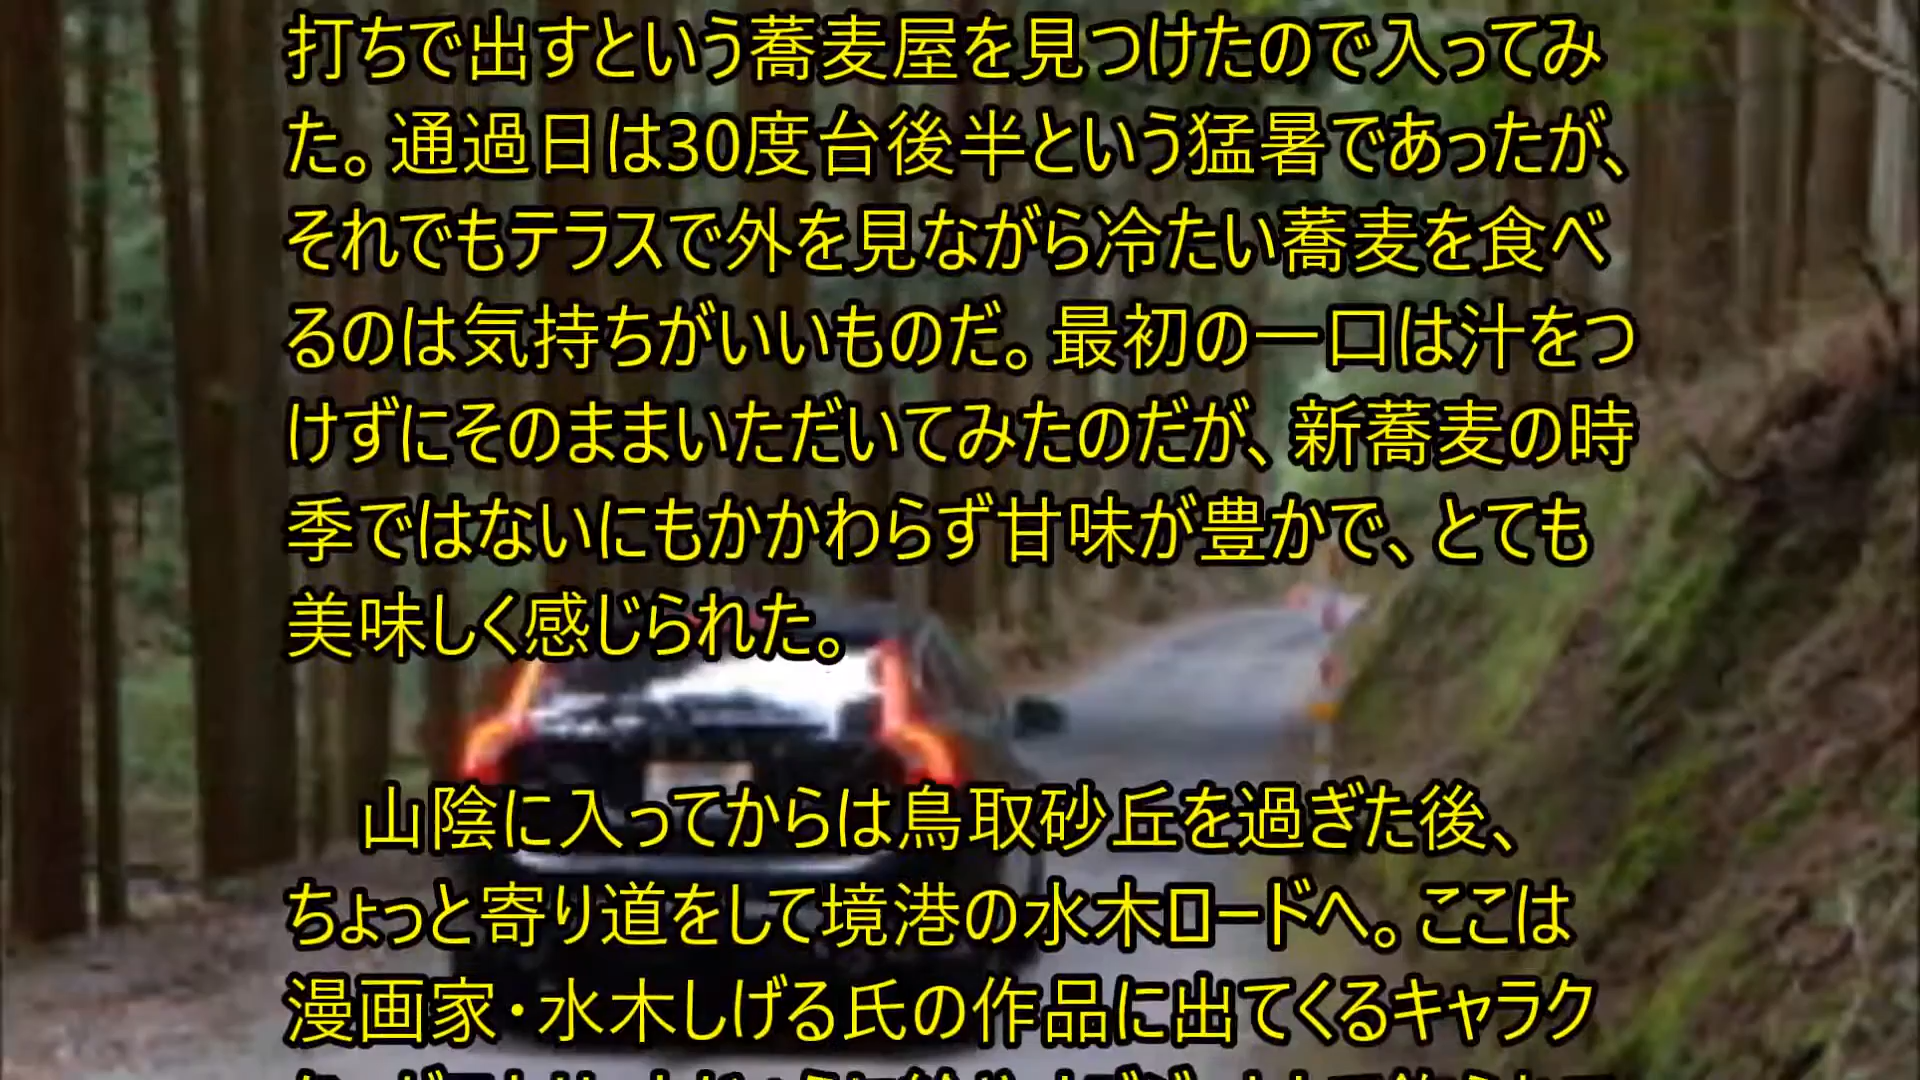 打ちで出すという蕎麦屋を見つけたので入ってみ
た。通過日は30度台後半という猛暑であったが、
それでもテラスで外を見ながら冷たい蕎麦を食べ
るのは気持ちがいいものだ。最初の一口は汁をつ
けずにそのままいただいてみたのだが、新蕎麦の時
季ではないにもかかわらず甘味が豊かで、とても
美味しく感じられた。
山陰に入ってからは鳥取砂丘を過ぎた後、
ちょっと寄り道をして境港の水木ロードへ。ここは
漫画家・水木しげる氏の作品に出てくるキャラク